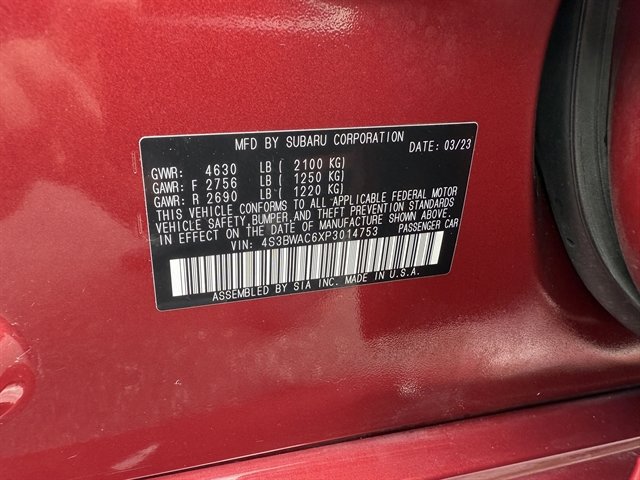 MFD BY SUBARU CORPORATION
DATE: 03/23
GVWR: 4630 LB ( 2100 KG)
GAWR: F 2756 LB ( 1250 KG)
GAWR: R 2690 LB ( 1220 KG)
THIS VEHICLE CONFORMS TO ALL APPLICABLE FEDERAL MOTOR
VEHICLE SAFETY,BUMPER,AND THEFT PREVENTION STANDARDS
IN EFFECT ON THE DATE OF MANUFACTURE SHOWN ABOVE.
VIN: 4S3BWAC6XP3014753 PASSENGER CAR
ASSEMBLED BY SIA INC. MADE IN U.S.A.